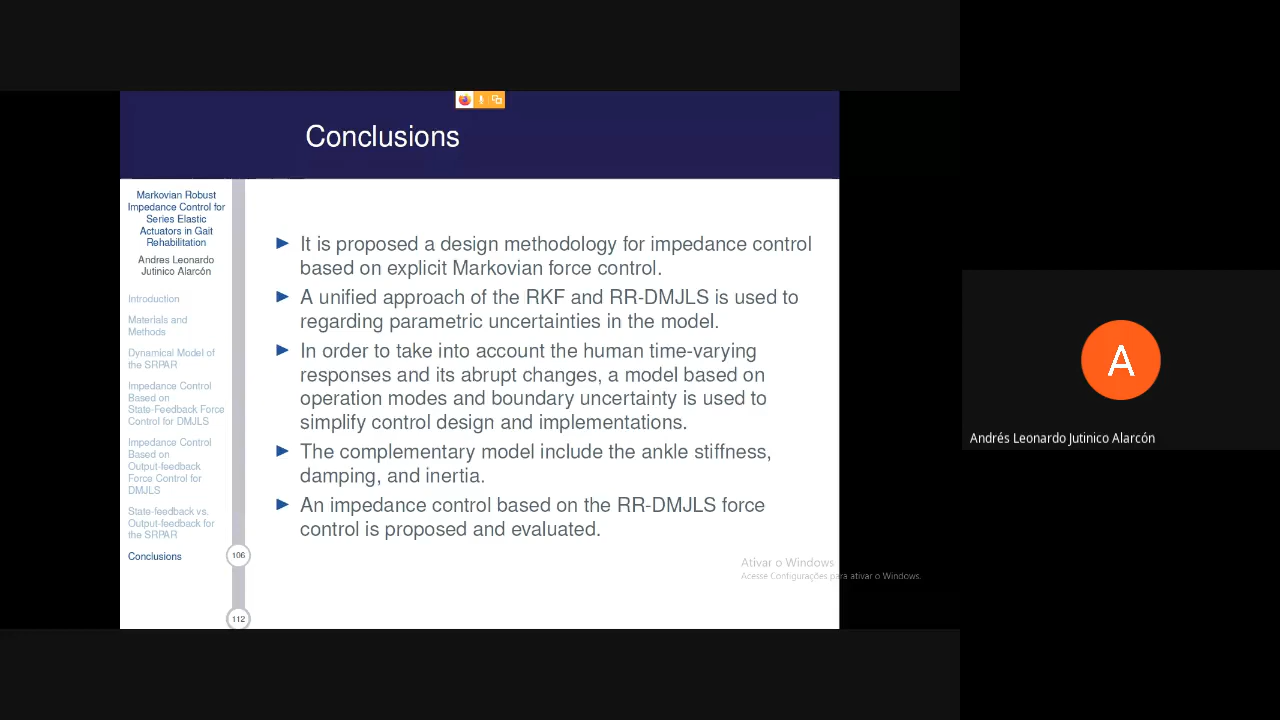 Conclusions
Markovian Robust
Impedance Control for
Series Elastic
Actuators in Gait
Rehabilitation
Andres Leonardo
Jutinico Alarcón
Introduction
Materials and
Methods
Dynamical Model of
the SRPAR
Impedance Control
Based on
State-Feedback Force
Control for DMJLS
Impedance Control
Based on
Output-feedback
Force Control for
DMJLS
State-feedback vs.
Output-feedback for
the SRPAR
Conclusions
106
112
It is proposed a design methodology for impedance control
based on explicit Markovian force control.
A unified approach of the RKF and RR-DMJLS is used to
regarding parametric uncertainties in the model.
In order to take into account the human time-varying
responses and its abrupt changes, a model based on
operation modes and boundary uncertainty is used to
simplify control design and implementations.
The complementary model include the ankle stiffness,
damping, and inertia.
An impedance control based on the RR-DMJLS force
control is proposed and evaluated.
Ativar o Windows
Acesse Configurações para ativar o Windows.
A
Andrés Leonardo Jutinico Alarcón